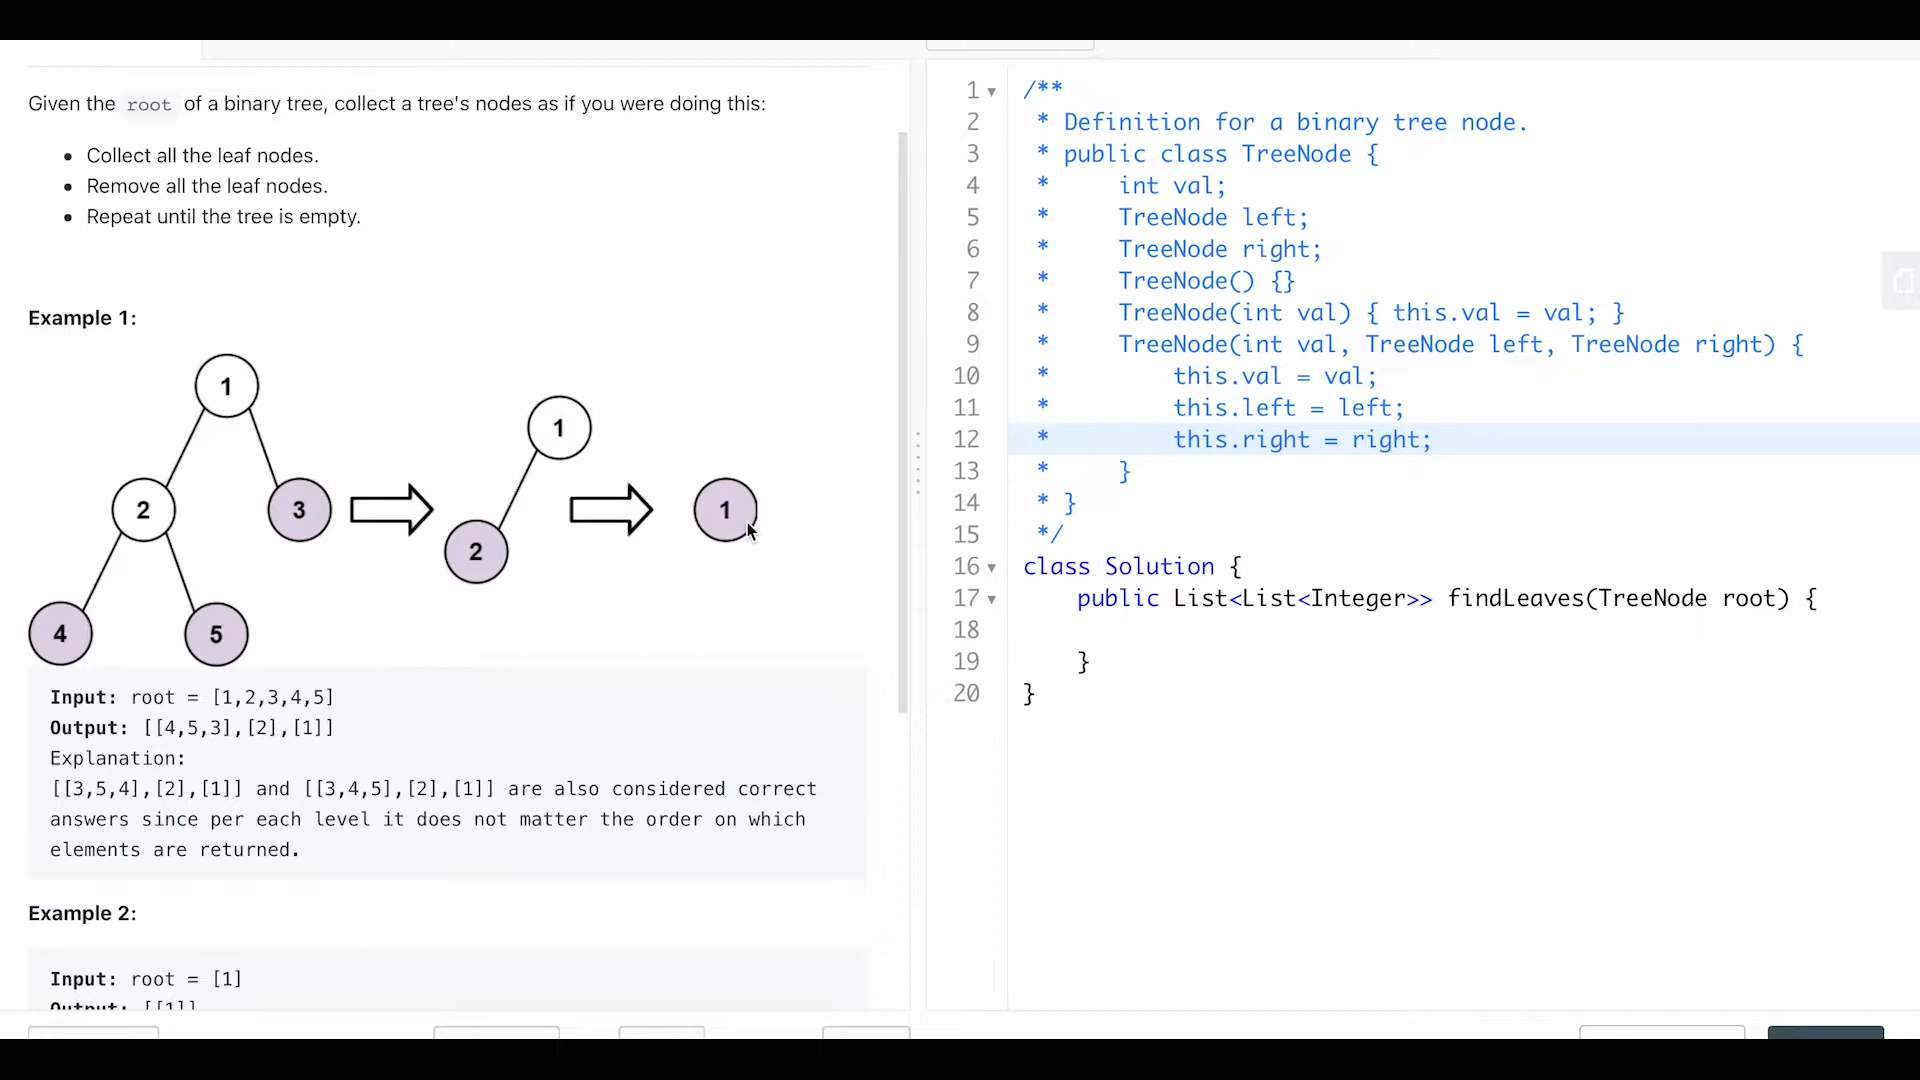 Given the root of a binary tree, collect a tree's nodes as if you were doing this:
Collect all the leaf nodes.
Remove all the leaf nodes.
Repeat until the tree is empty.
Example 1:
1
2
3
4
5
1
2
1
Input: root = [1,2,3,4,5]
Output: [[4,5,3],[2],[1]]
Explanation:
[[3,5,4],[2],[1]] and [[3,4,5],[2],[1]] are also considered correct
answers since per each level it does not matter the order on which
elements are returned.
Example 2:
Input: root = [1]
Output: [[1]]
1 /**
2 * Definition for a binary tree node.
3 * public class TreeNode {
4 *     int val;
5 *     TreeNode left;
6 *     TreeNode right;
7 *     TreeNode() {}
8 *     TreeNode(int val) { this.val = val; }
9 *     TreeNode(int val, TreeNode left, TreeNode right) {
10 *         this.val = val;
11 *         this.left = left;
12 *         this.right = right;
13 *     }
14 * }
15 */
16 class Solution {
17     public List<List<Integer>> findLeaves(TreeNode root) {
18
19     }
20 }